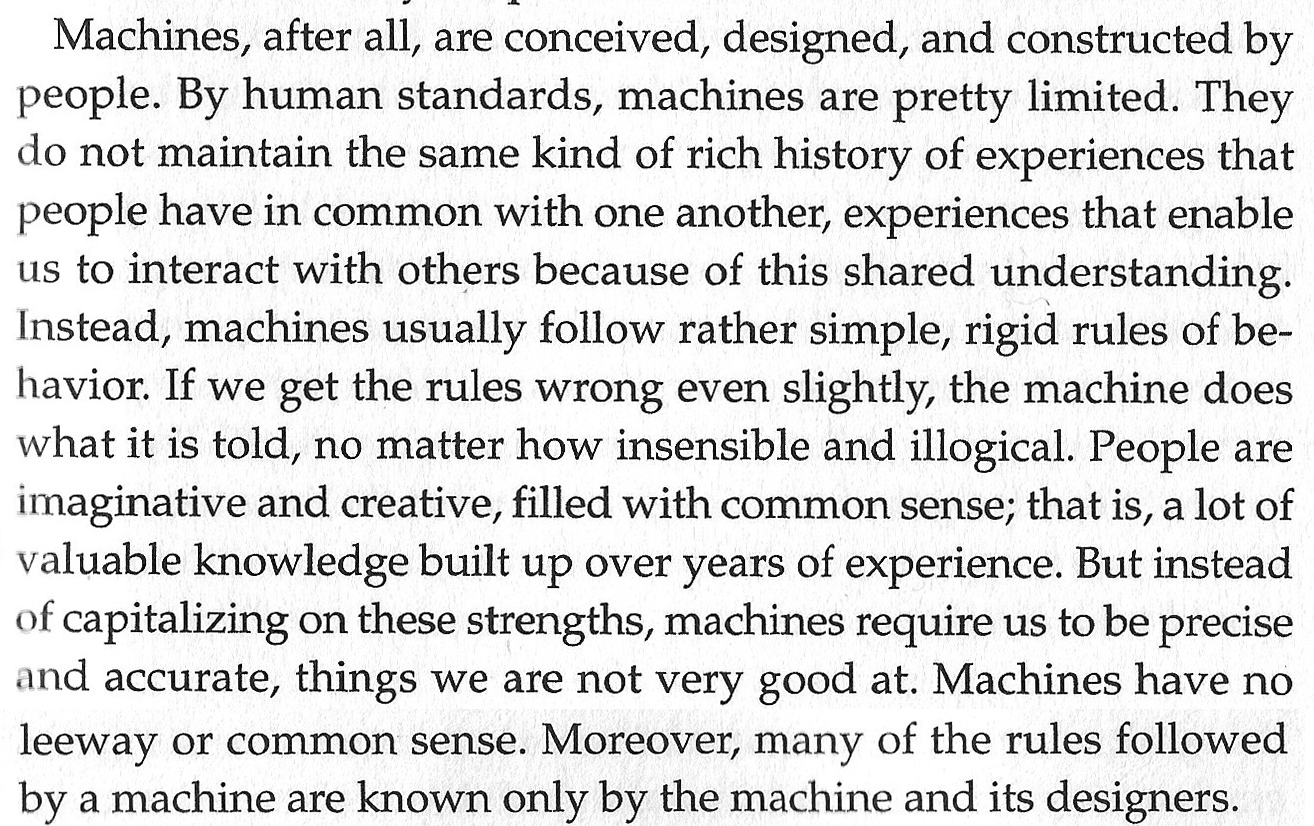 Machines, after all, are conceived, designed, and constructed by
people. By human standards, machines are pretty limited. They
do not maintain the same kind of rich history of experiences that
people have in common with one another, experiences that enable
us to interact with others because of this shared understanding.
Instead, machines usually follow rather simple, rigid rules of be-
havior. If we get the rules wrong even slightly, the machine does
what it is told, no matter how insensible and illogical. People are
imaginative and creative, filled with common sense; that is, a lot of
valuable knowledge built up over years of experience. But instead
of capitalizing on these strengths, machines require us to be precise
and accurate, things we are not very good at. Machines have no
leeway or common sense. Moreover, many of the rules followed
by a machine are known only by the machine and its designers.